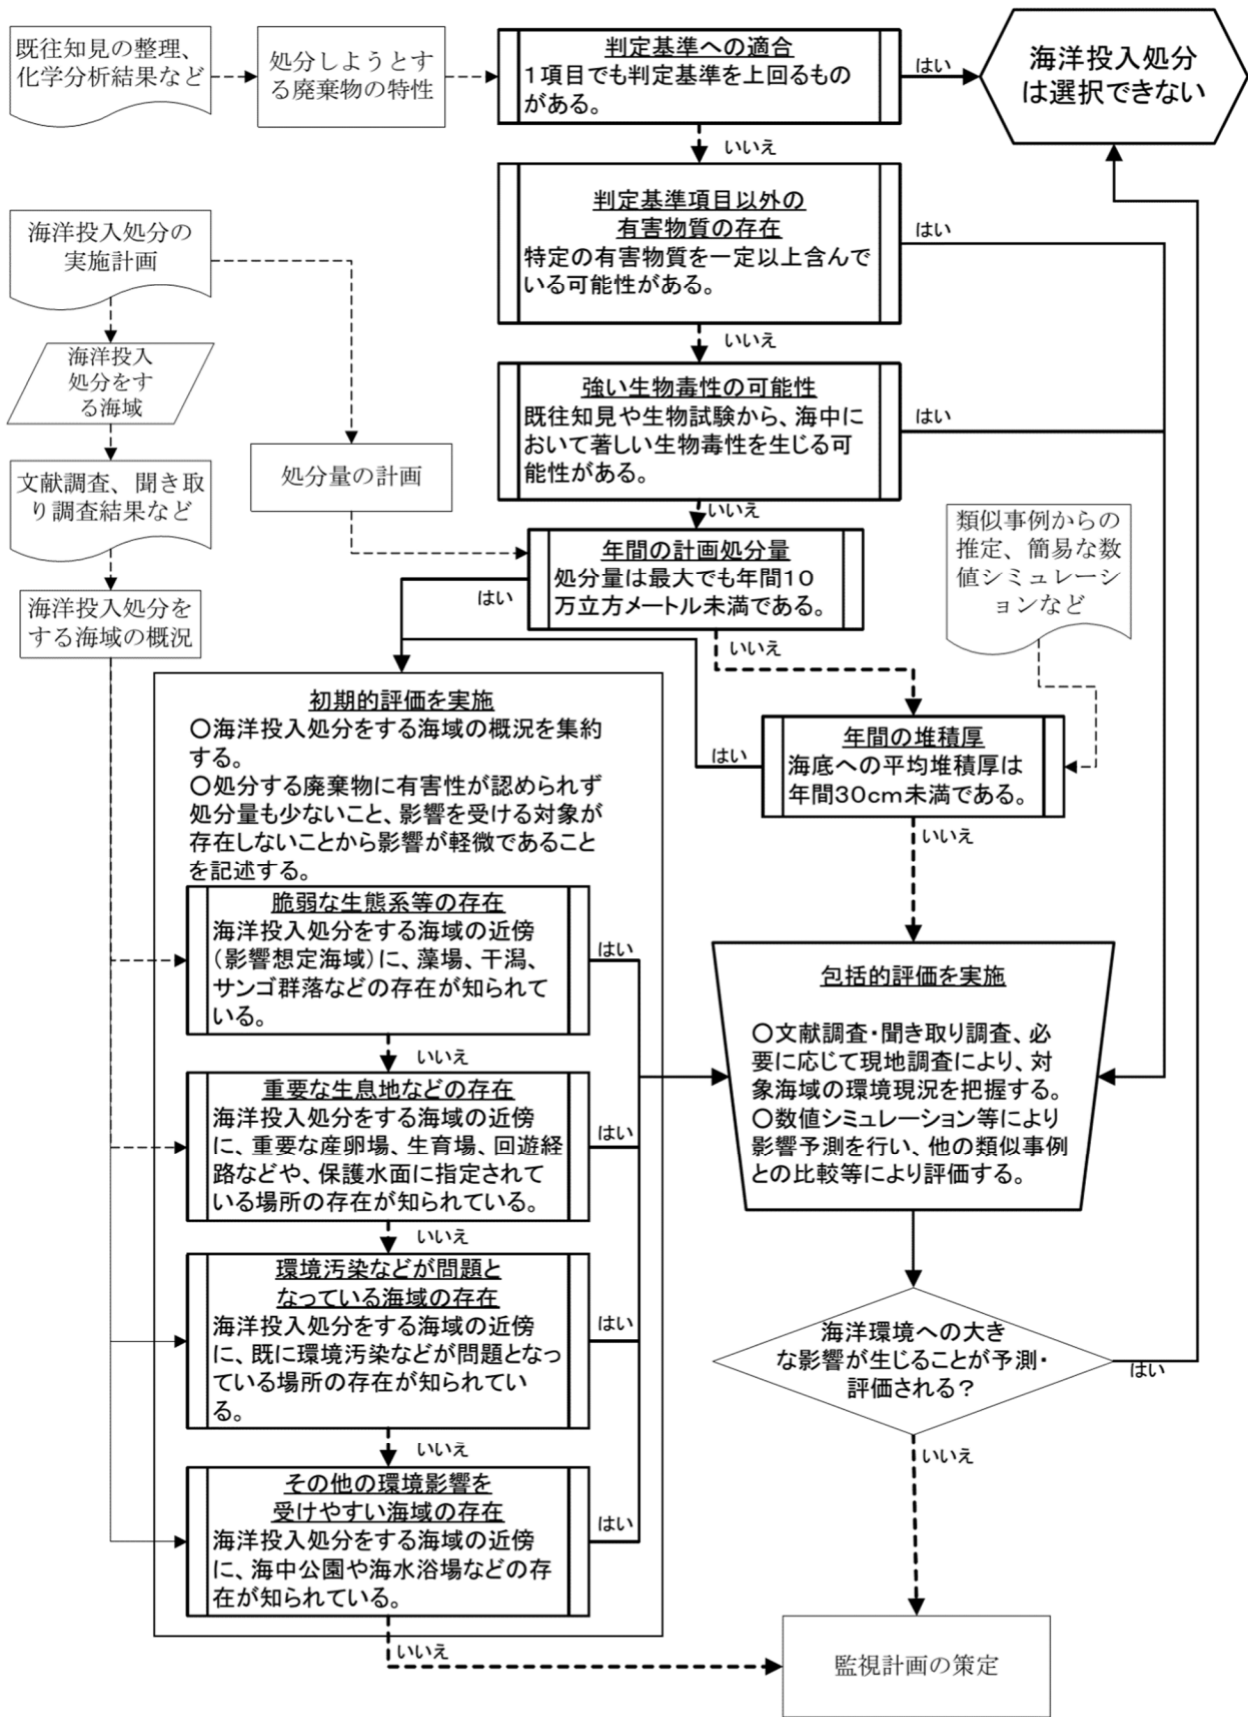 既往知見の整理、
化学分析結果など
処分しようとす
る廃棄物の特性
判定基準への適合
1項目でも判定基準を上回るもの
がある。
はい
海洋投入処分
は選択できない
いいえ
判定基準項目以外の
有害物質の存在
特定の有害物質を一定以上含んで
いる可能性がある。
はい
いいえ
海洋投入処分の
実施計画
海洋投入
処分をす
る海域
強い生物毒性の可能性
既往知見や生物試験から、海中に
おいて著しい生物毒性を生じる可
能性がある。
はい
いいえ
文献調査、聞き取
り調査結果など
処分量の計画
年間の計画処分量
処分量は最大でも年間10
万立方メートル未満である。
はい
いいえ
類似事例からの
推定、簡易な数
値シミュレーシ
ョンなど
海洋投入処分を
する海域の概況
年間の堆積厚
海底への平均堆積厚は
年間30cm未満である。
はい
いいえ
初期的評価を実施
〇海洋投入処分をする海域の概況を集約
する。
〇処分する廃棄物に有害性が認められず
処分量も少ないこと、影響を受ける対象が
存在しないことから影響が軽微であること
を記述する。
脆弱な生態系等の存在
海洋投入処分をする海域の近傍
(影響想定海域)に、藻場、干潟、
サンゴ群落などの存在が知られて
いる。
はい
いいえ
重要な生息地などの存在
海洋投入処分をする海域の近傍
に、重要な産卵場、生育場、回遊経
路などや、保護水面に指定されて
いる場所の存在が知られている。
はい
いいえ
環境汚染などが問題と
なっている海域の存在
海洋投入処分をする海域の近傍
に、既に環境汚染などが問題となっ
ている場所の存在が知られてい
る。
はい
いいえ
その他の環境影響を
受けやすい海域の存在
海洋投入処分をする海域の近傍
に、海中公園や海水浴場などの存
在が知られている。
はい
いいえ
包括的評価を実施
〇文献調査・聞き取り調査、必
要に応じて現地調査により、対
象海域の環境現況を把握する。
〇数値シミュレーション等により
影響予測を行い、他の類似事例
との比較等により評価する。
海洋環境への大き
な影響が生じることが予測・
評価される?
はい
いいえ
監視計画の策定